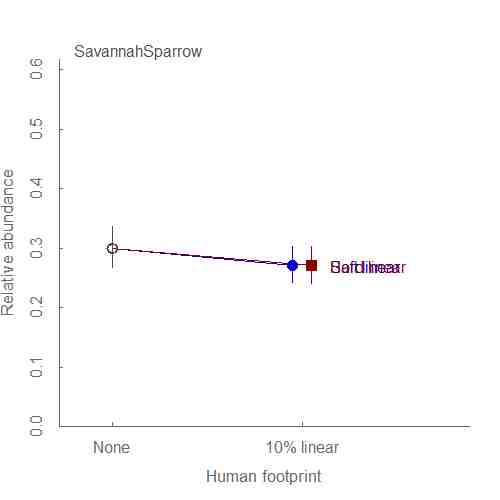 SavannahSparrow
Relative abundance
0.6
0.5
0.4
0.3
0.2
0.1
0.0
None
10% linear
Human footprint